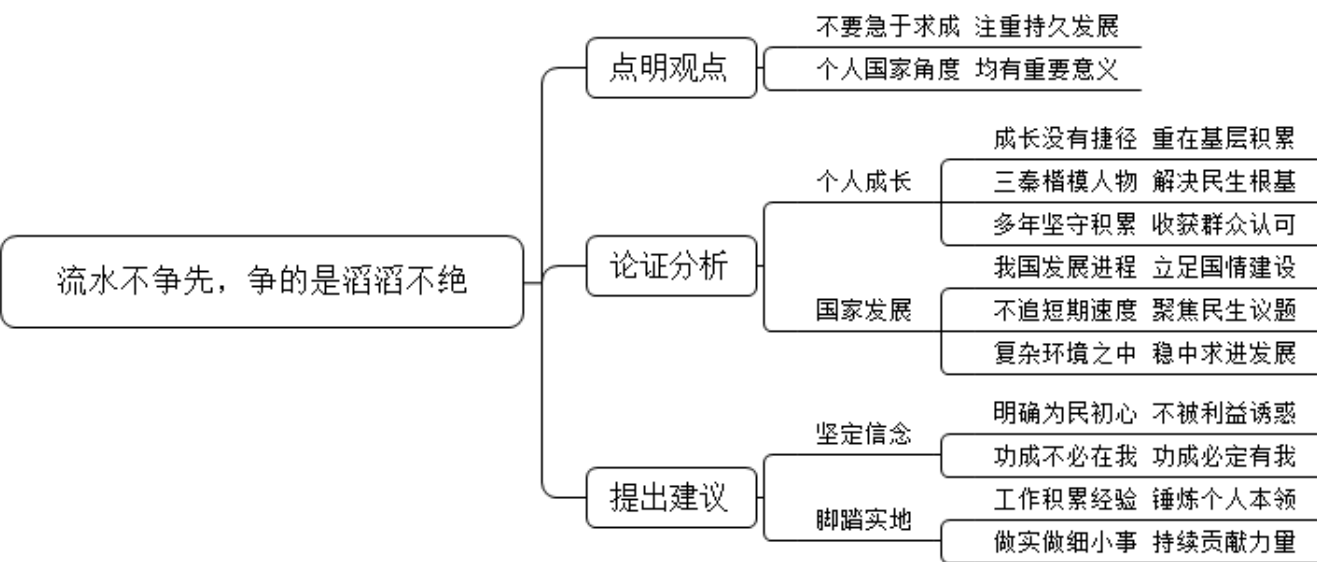 流水不争先，争的是滔滔不绝
点明观点
不要急于求成 注重持久发展
个人国家角度 均有重要意义
论证分析
个人成长
成长没有捷径 重在基层积累
三秦楷模人物 解决民生根基
多年坚守积累 收获群众认可
国家发展
我国发展进程 立足国情建设
不追短期速度 聚焦民生议题
复杂环境之中 稳中求进发展
提出建议
坚定信念
明确为民初心 不被利益诱惑
功成不必在我 功成必定有我
脚踏实地
工作积累经验 锤炼个人本领
做实做细小事 持续贡献力量